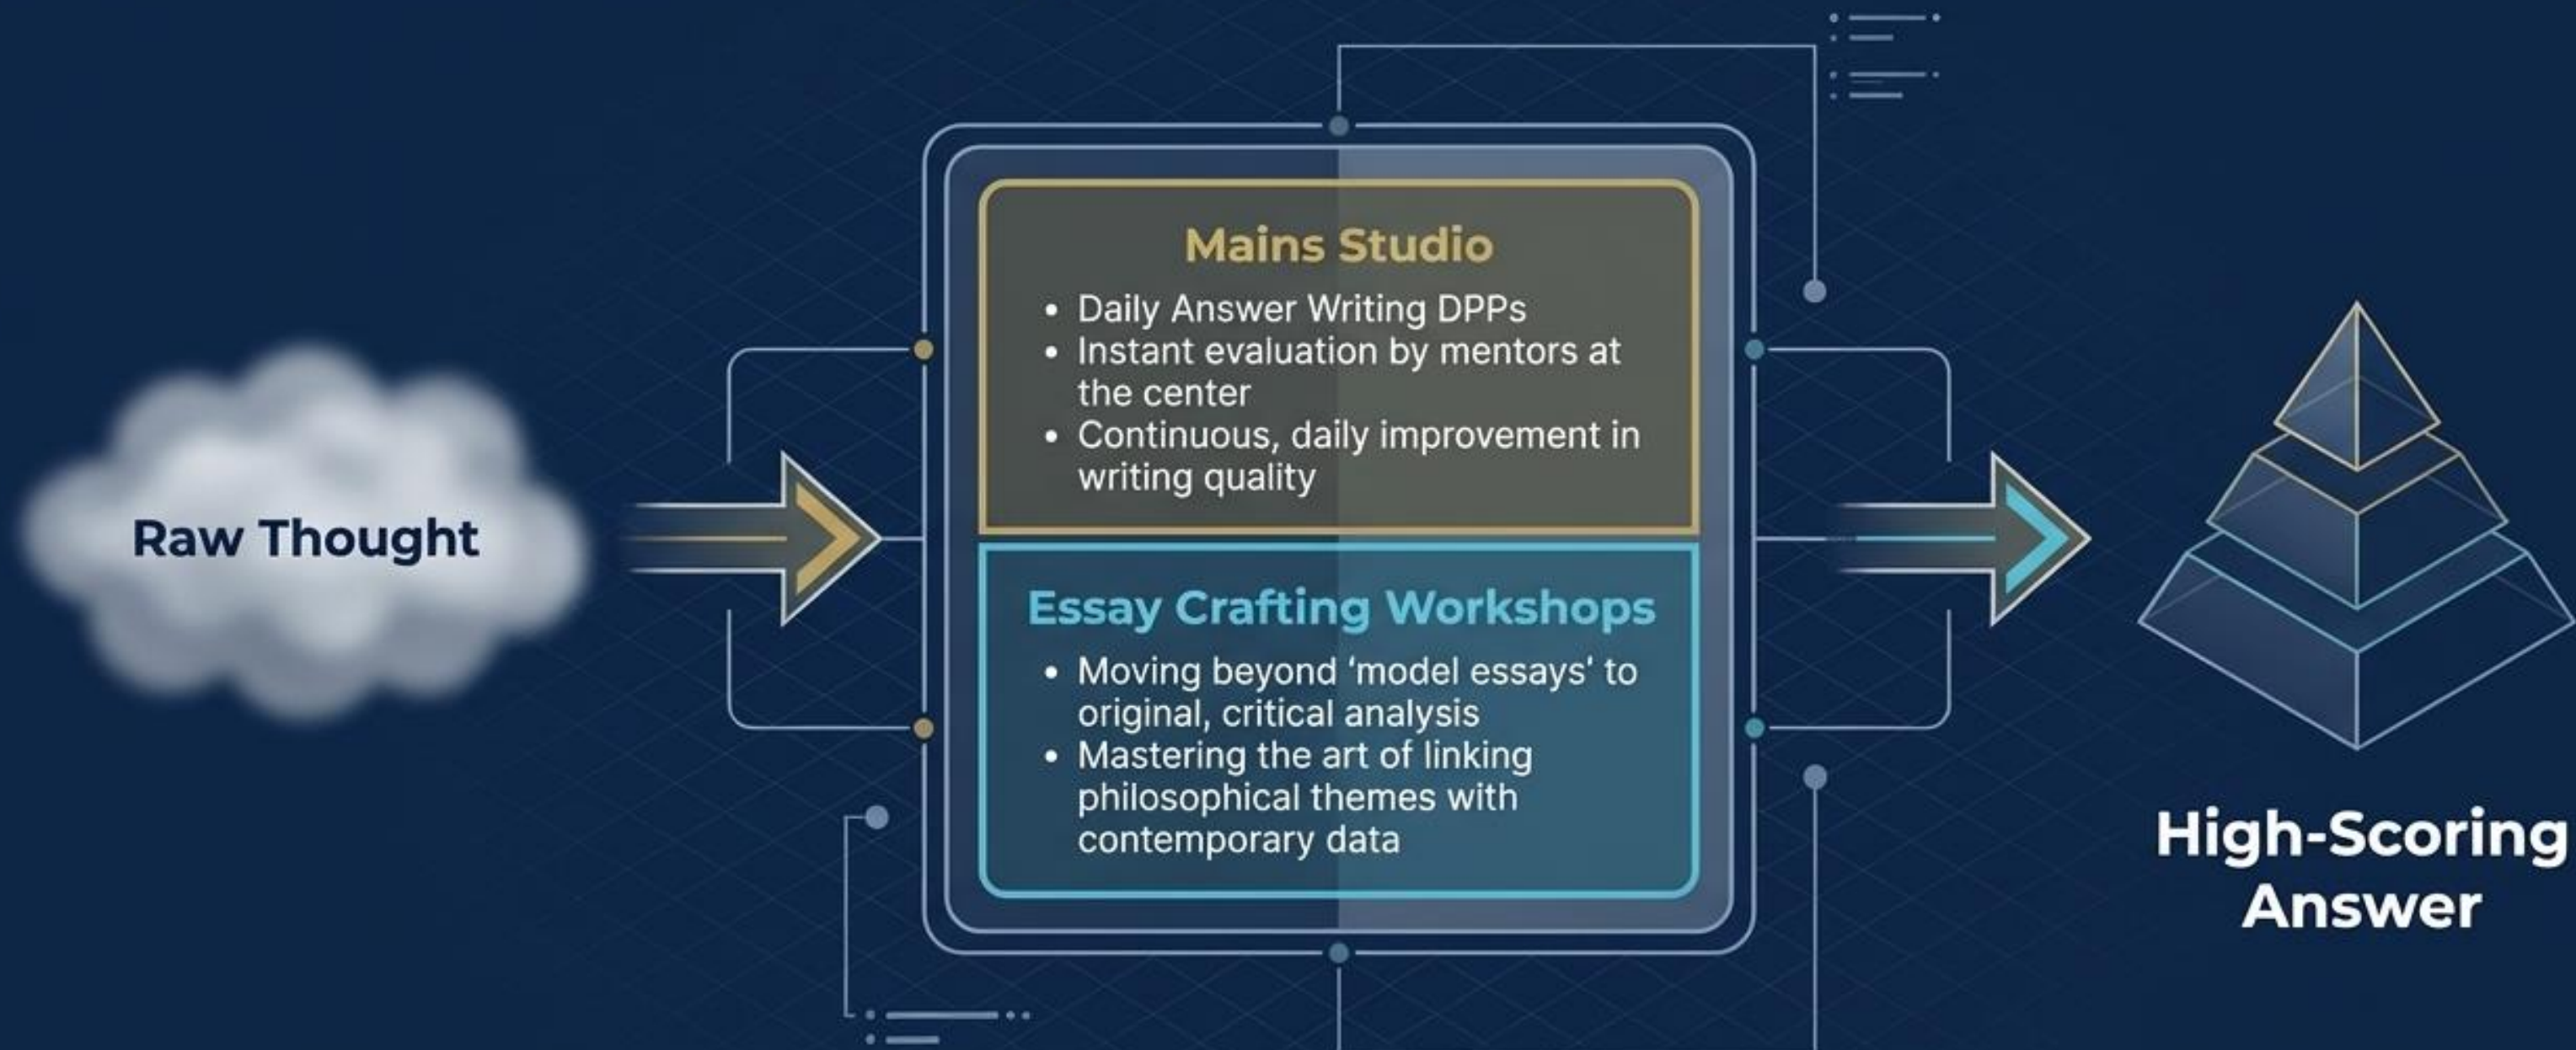 Raw Thought
Mains Studio
• Daily Answer Writing DPPs
• Instant evaluation by mentors at
the center
• Continuous, daily improvement in
writing quality
Essay Crafting Workshops
• Moving beyond ‘model essays’ to
original, critical analysis
• Mastering the art of linking
philosophical themes with
contemporary data
High-Scoring
Answer